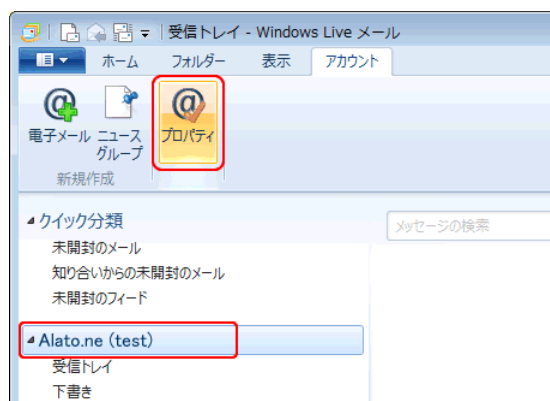 受信トレイ - Windows Live メール
ホーム フォルダー 表示 アカウント
電子メール ニュース グループ プロパティ
新規作成
クイック分類
メッセージの検索
未開封のメール
知り合いからの未開封のメール
未開封のフィード
Alato.ne (test)
受信トレイ
下書き